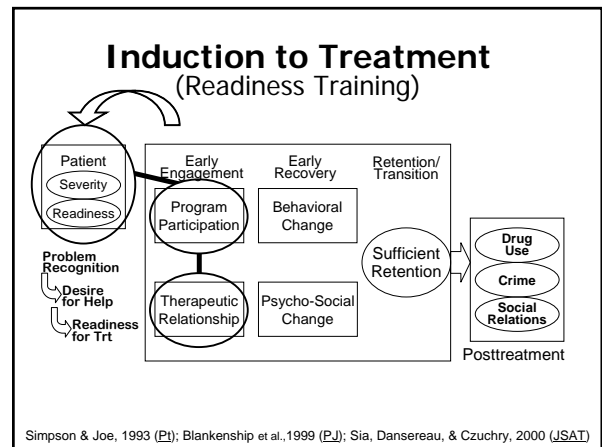 Induction to Treatment
(Readiness Training)
Patient
Severity
Readiness
Problem
Recognition
Desire
for Help
Readiness
for Trt
Early
Engagement
Program
Participation
Therapeutic
Relationship
Early
Recovery
Behavioral
Change
Psycho-Social
Change
Retention/
Transition
Sufficient
Retention
Drug
Use
Crime
Social
Relations
Posttreatment
Simpson & Joe, 1993 (Pt); Blankenship et al.,1999 (PJ); Sia, Dansereau, & Czuchry, 2000 (JSAT)